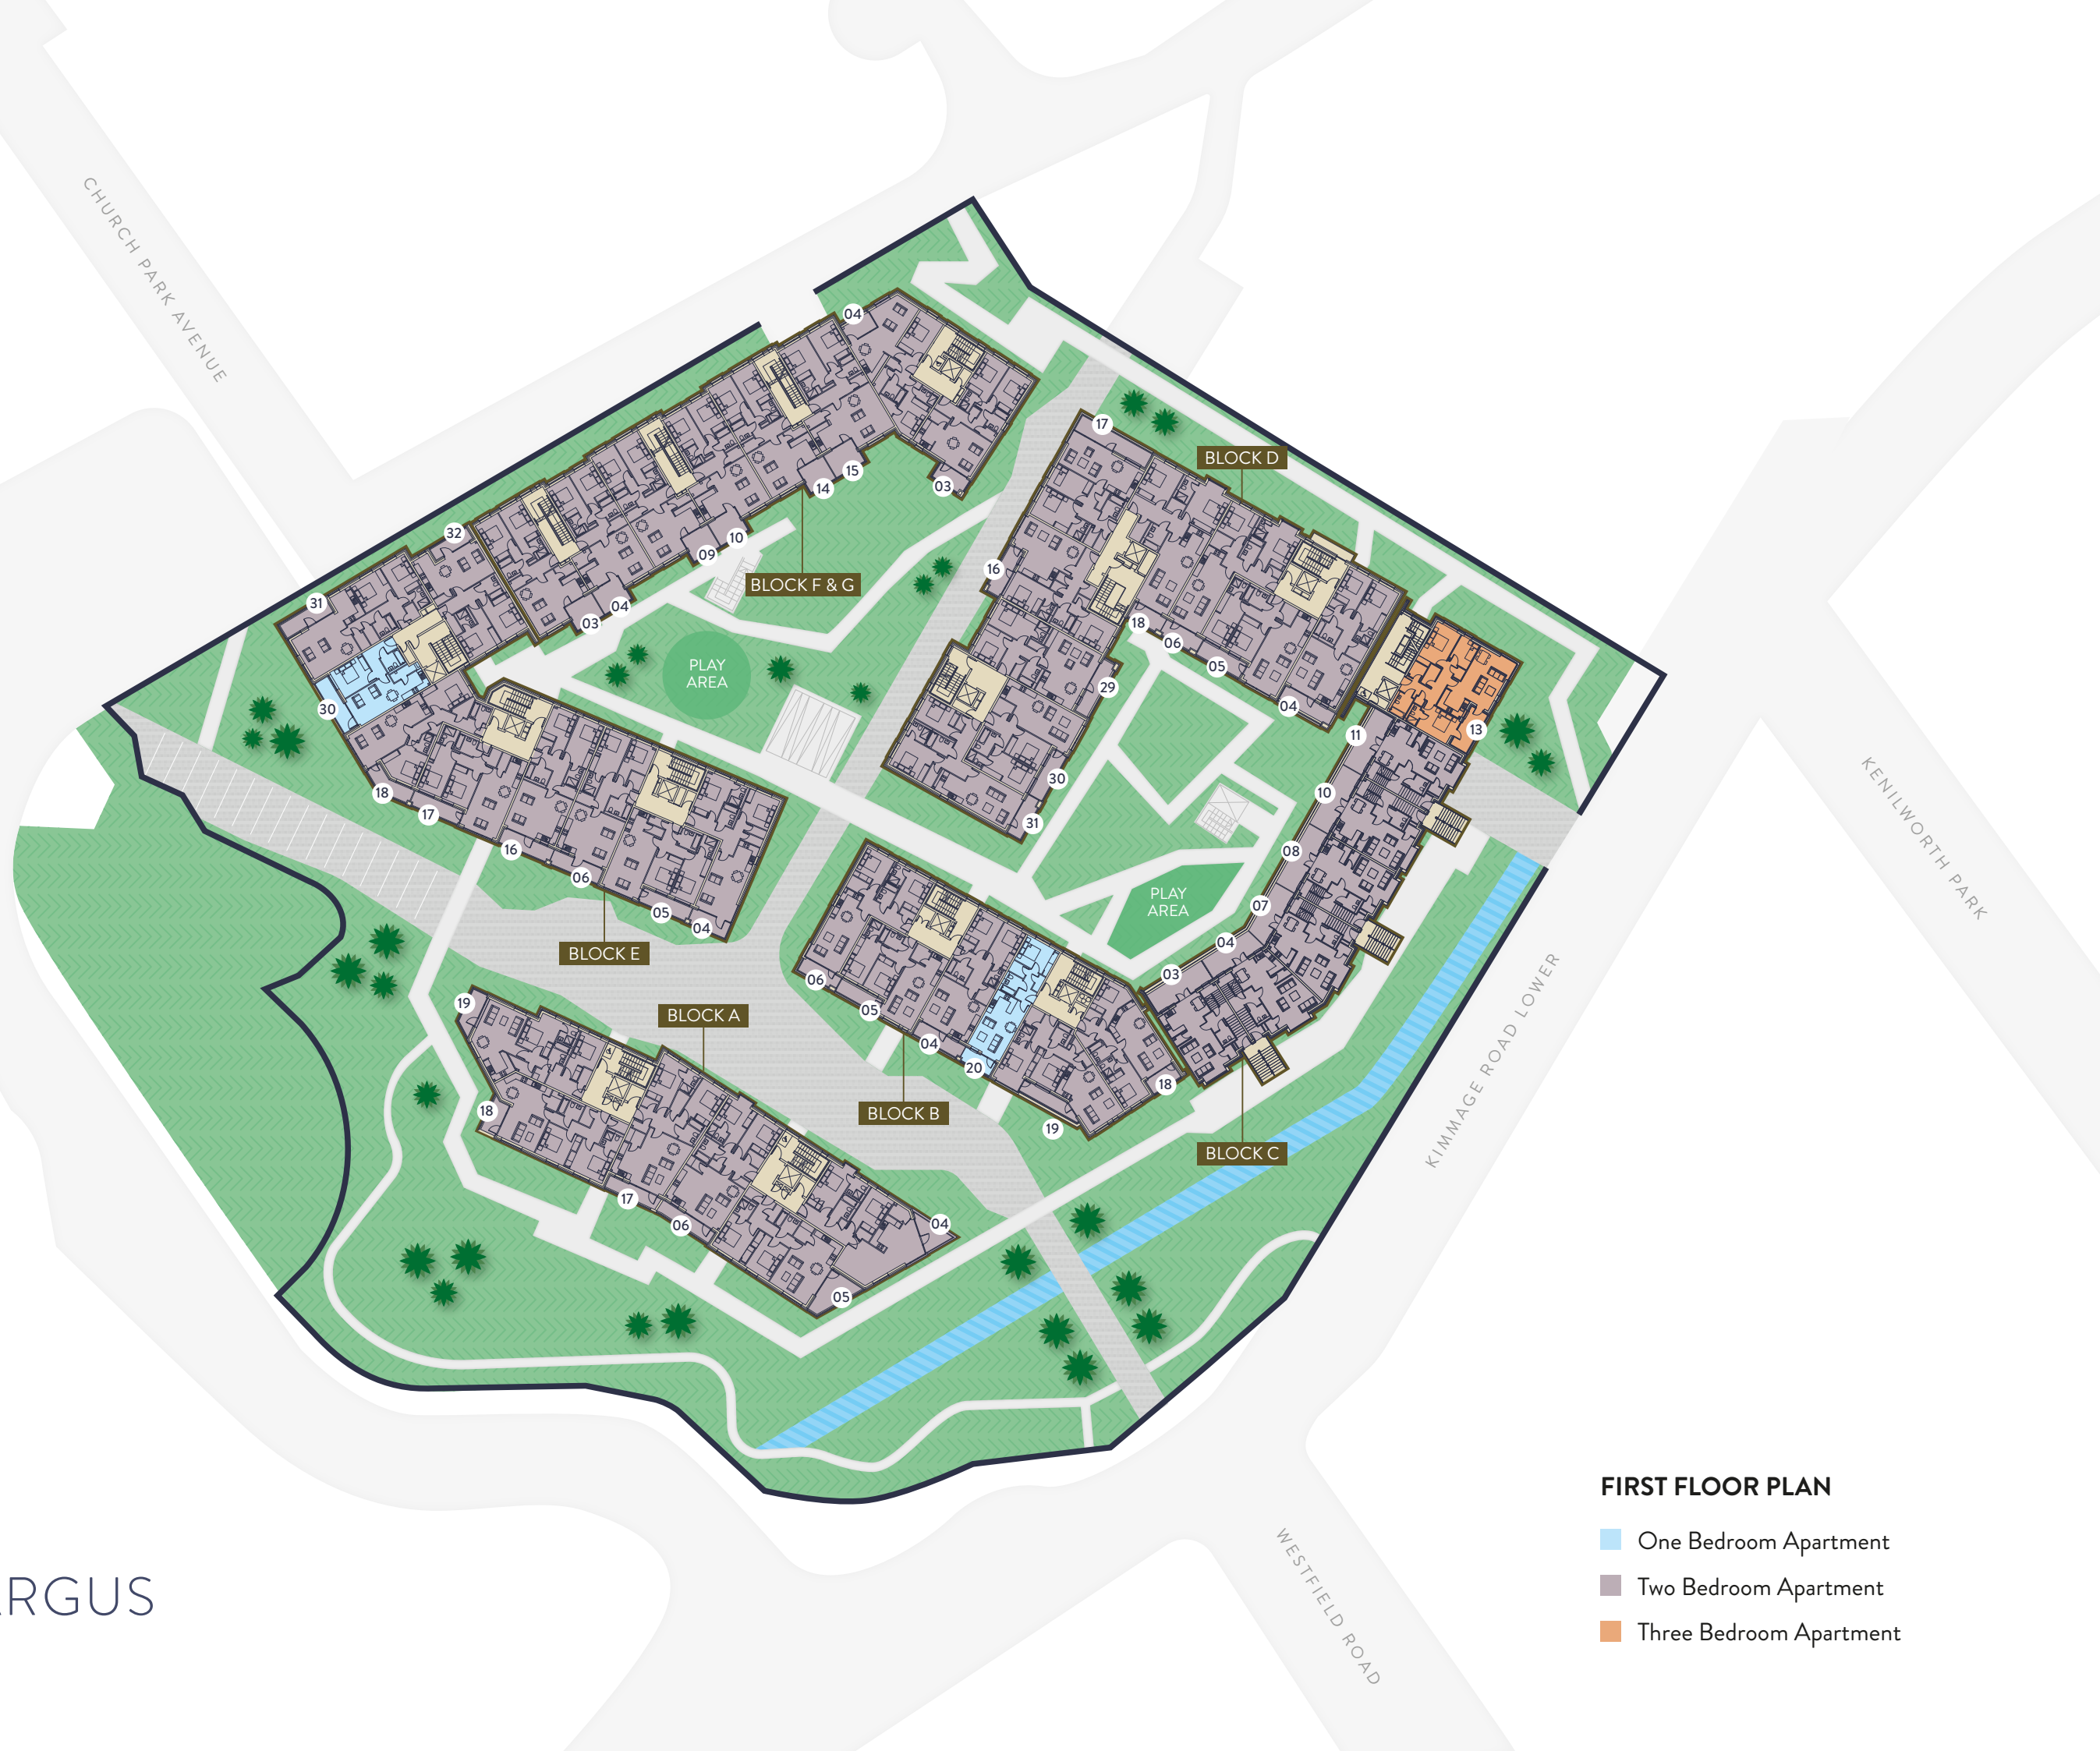 CHURCH PARK AVENUE
04
17
BLOCK D
15
14
03
32
10
09
16
BLOCK F & G
31
04
03
18
06
05
PLAY
AREA
29
04
30
11
13
18
17
30
10
31
16
08
06
PLAY
AREA
07
05
04
04
BLOCK E
03
06
19
05
BLOCK A
04
20
18
BLOCK B
18
19
BLOCK C
17
06
04
05
KENILWORTH PARK
KIMMAGE ROAD LOWER
WESTFIELD ROAD
FIRST FLOOR PLAN
One Bedroom Apartment
Two Bedroom Apartment
Three Bedroom Apartment
RGUS